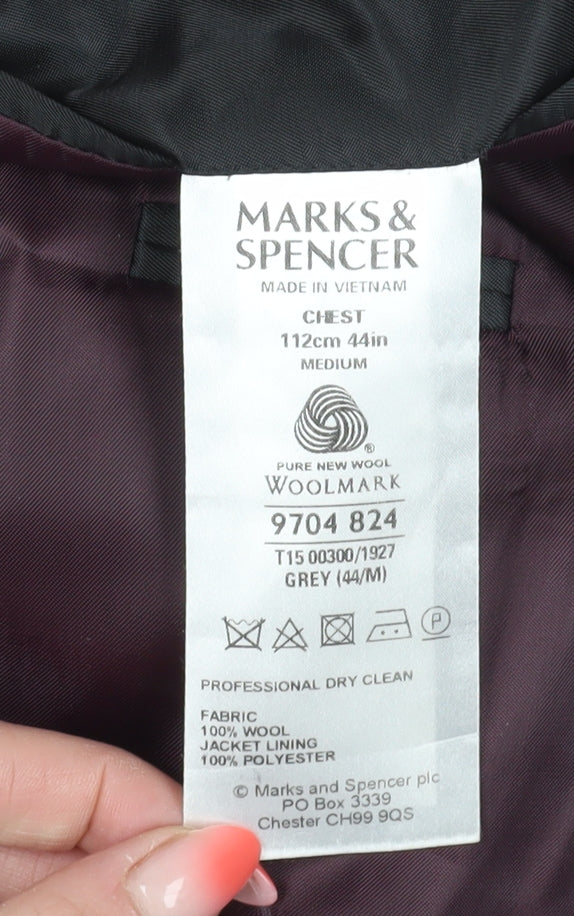 MARKS &
SPENCER
MADE IN VIETNAM
CHEST
112cm 44in
MEDIUM
®
PURE NEW WOOL
WOOLMARK
9704 824
T15 00300/1927
GREY (44/M)
P
PROFESSIONAL DRY CLEAN
FABRIC
100% WOOL
JACKET LINING
100% POLYESTER
© Marks and Spencer plc
PO Box 3339
Chester CH99 9QS